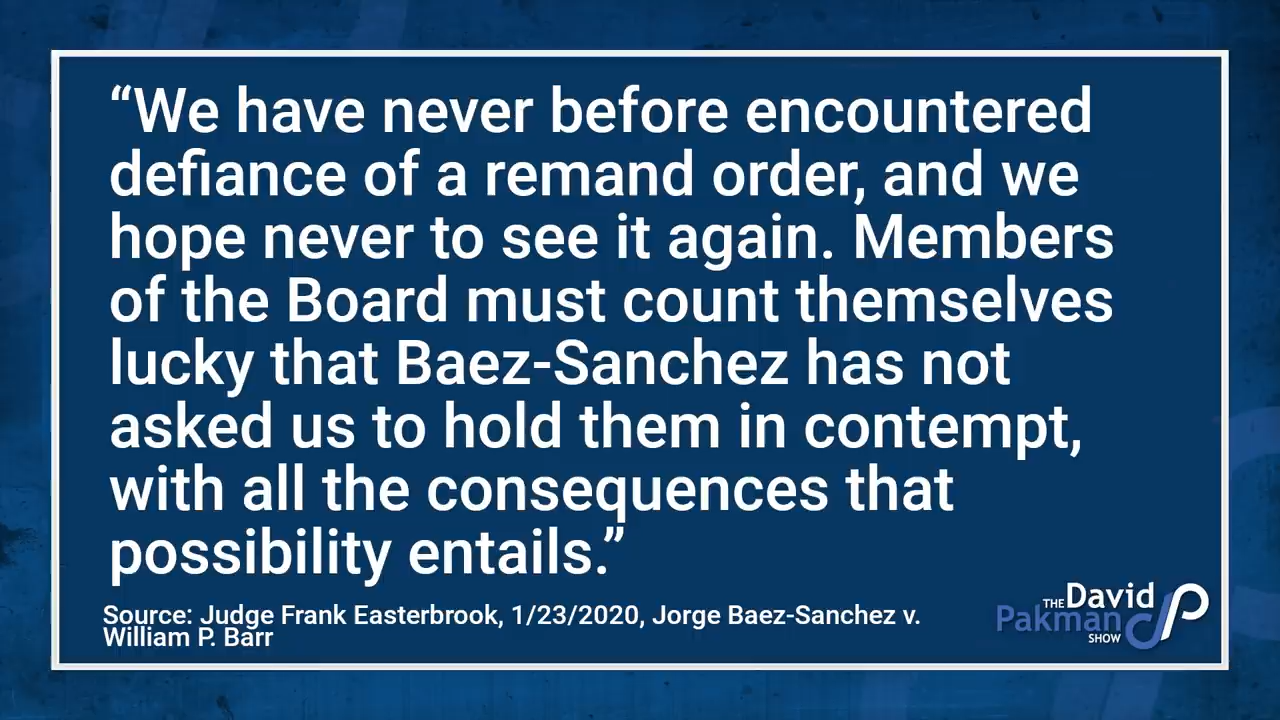 “We have never before encountered
defiance of a remand order, and we
hope never to see it again. Members
of the Board must count themselves
lucky that Baez-Sanchez has not
asked us to hold them in contempt,
with all the consequences that
possibility entails.”
Source: Judge Frank Easterbrook, 1/23/2020, Jorge Baez-Sanchez v.
William P. Barr
THE David
Pakman
SHOW